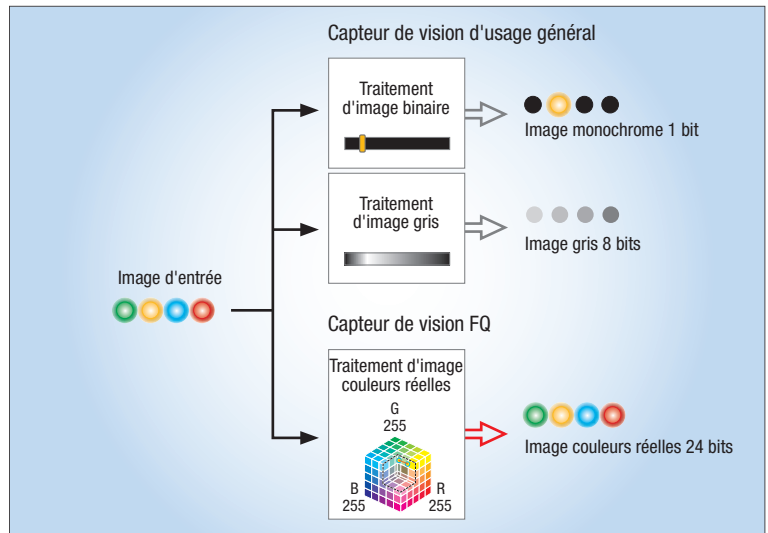 Capteur de vision d'usage général
Traitement
d'image binaire
Image monochrome 1 bit
Traitement
d'image gris
Image gris 8 bits
Image d'entrée
Capteur de vision FQ
Traitement d'image
couleurs réelles
G
255
B
255
R
255
Image couleurs réelles 24 bits